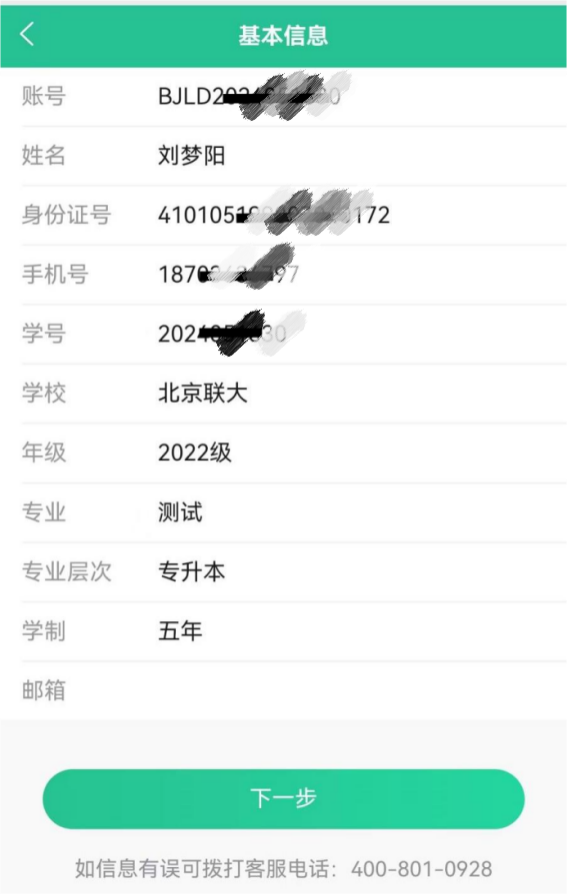 基本信息
账号 BJLD2
姓名 刘梦阳
身份证号 410105 172
手机号 187 97
学号 202 30
学校 北京联大
年级 2022级
专业 测试
专业层次 专升本
学制 五年
邮箱
下一步
如信息有误可拨打客服电话：400-801-0928